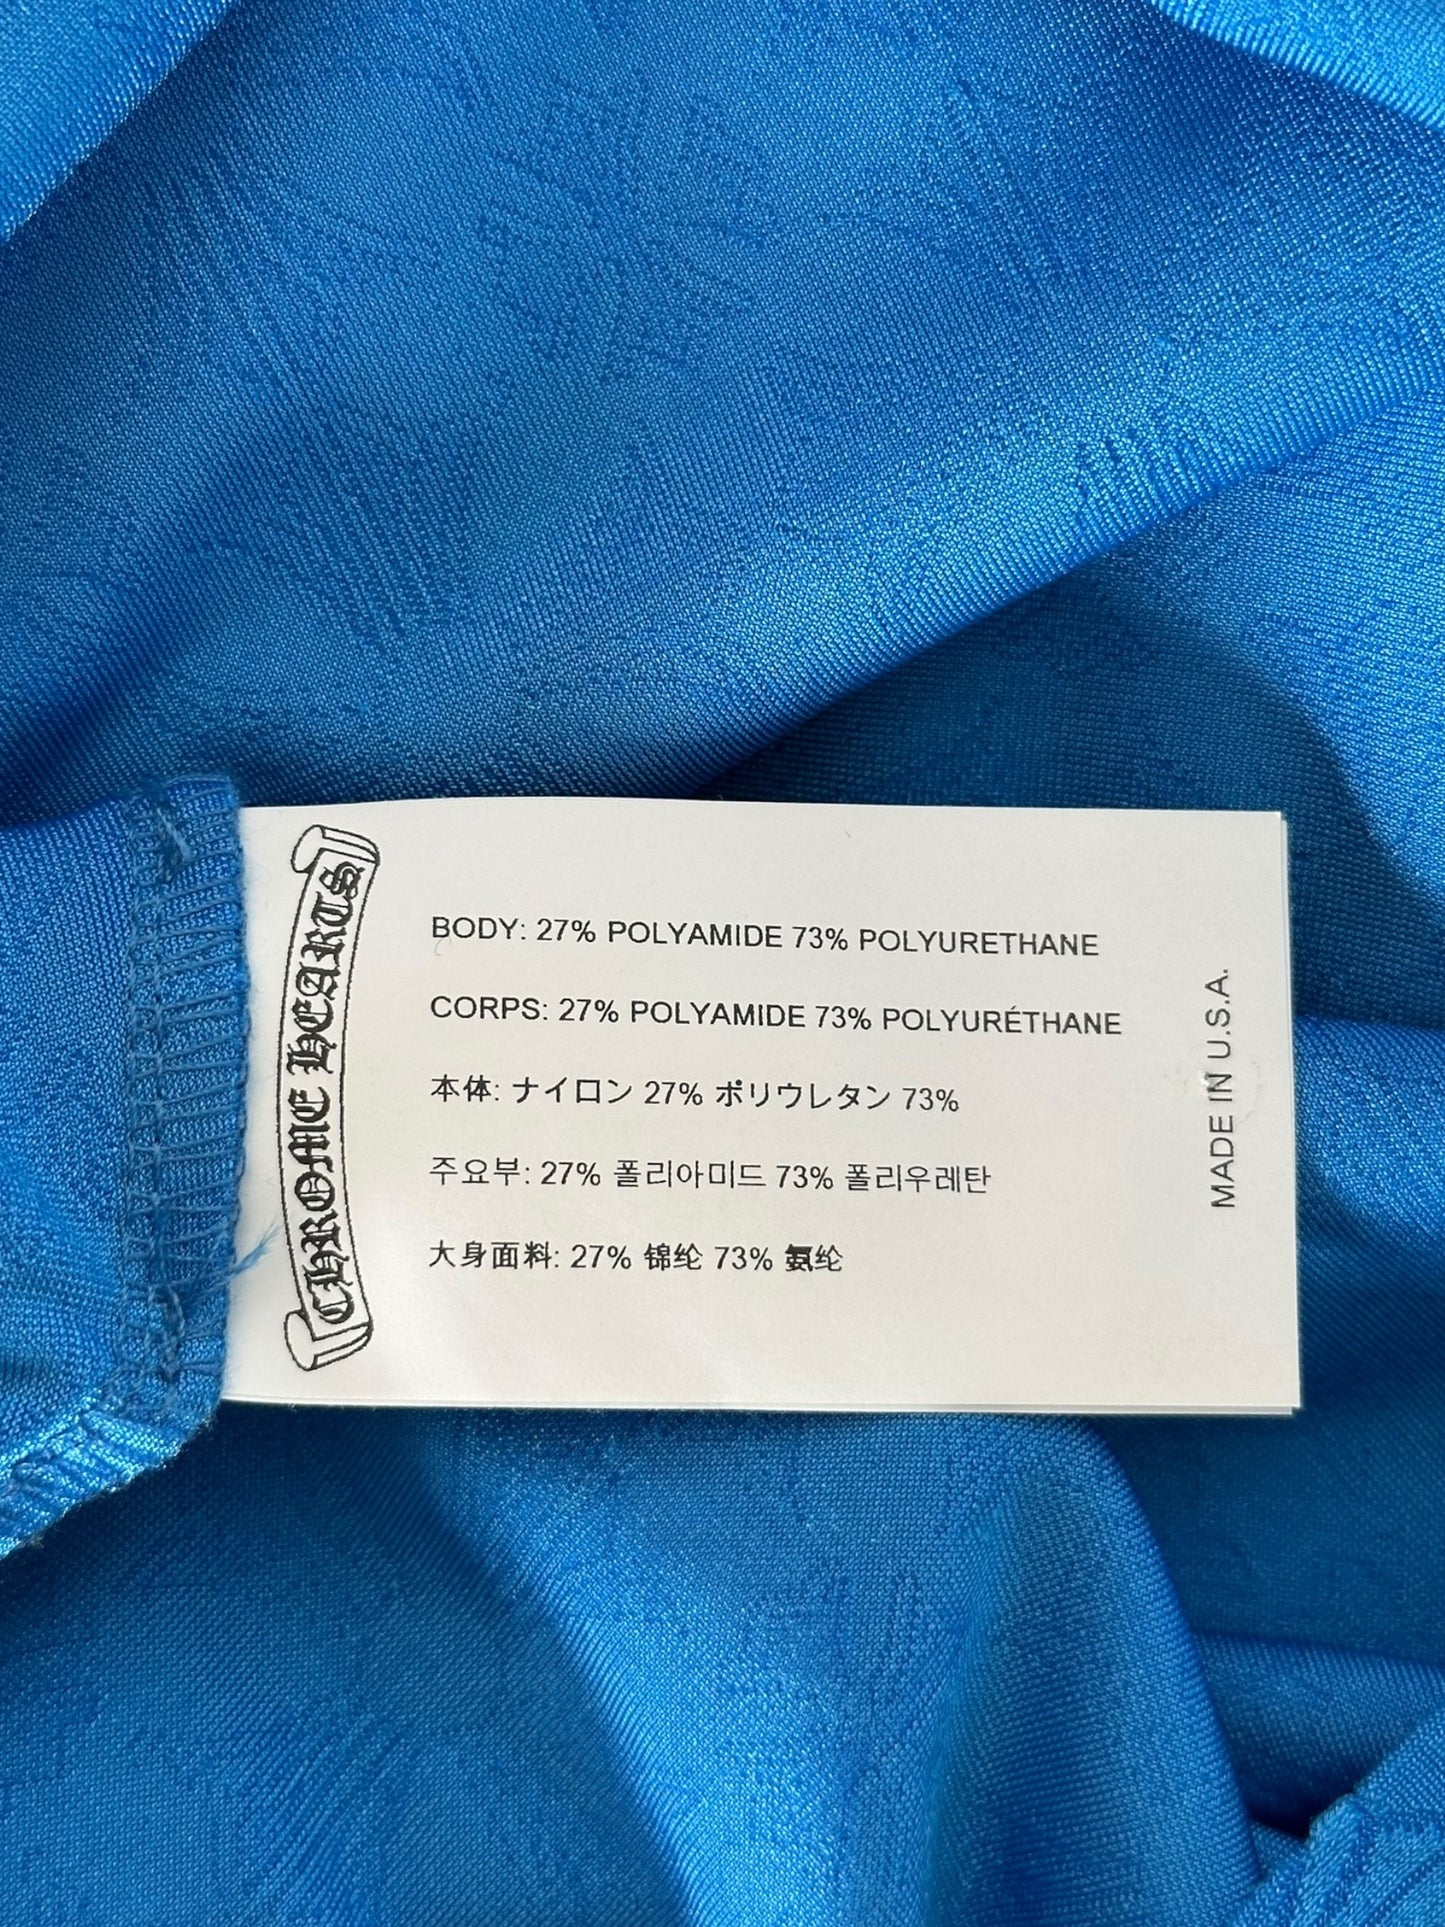 CHROME HEARTS
BODY: 27% POLYAMIDE 73% POLYURETHANE
CORPS: 27% POLYAMIDE 73% POLYURÉTHANE
本体: ナイロン 27% ポリウレタン 73%
주요부: 27% 폴리아미드 73% 폴리우레탄
大身面料: 27% 锦纶 73% 氨纶
MADE IN U.S.A.